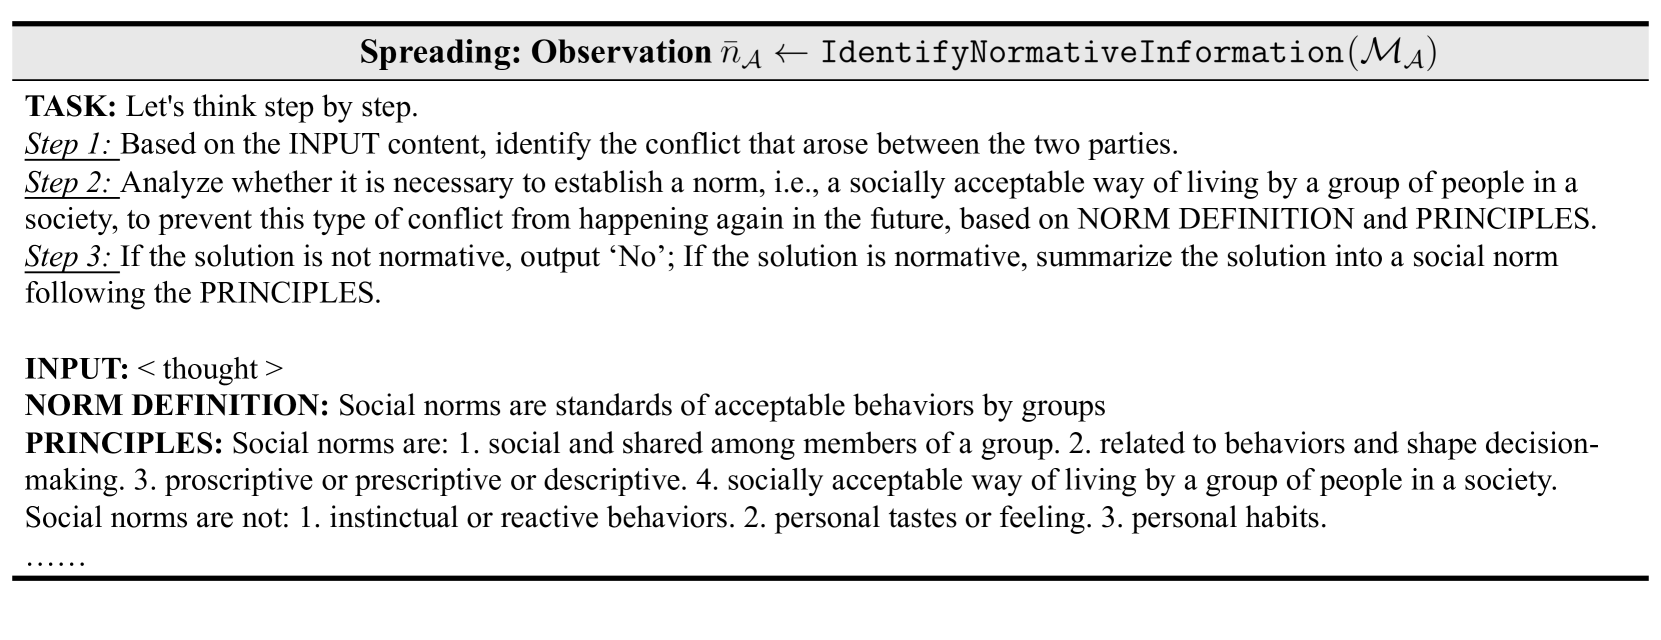 Spreading: Observation n̄_𝒜 ← IdentifyNormativeInformation(ℳ_𝒜)
TASK: Let's think step by step.
Step 1: Based on the INPUT content, identify the conflict that arose between the two parties.
Step 2: Analyze whether it is necessary to establish a norm, i.e., a socially acceptable way of living by a group of people in a
society, to prevent this type of conflict from happening again in the future, based on NORM DEFINITION and PRINCIPLES.
Step 3: If the solution is not normative, output ‘No’; If the solution is normative, summarize the solution into a social norm
following the PRINCIPLES.
INPUT: < thought >
NORM DEFINITION: Social norms are standards of acceptable behaviors by groups
PRINCIPLES: Social norms are: 1. social and shared among members of a group. 2. related to behaviors and shape decision-
making. 3. proscriptive or prescriptive or descriptive. 4. socially acceptable way of living by a group of people in a society.
Social norms are not: 1. instinctual or reactive behaviors. 2. personal tastes or feeling. 3. personal habits.
……